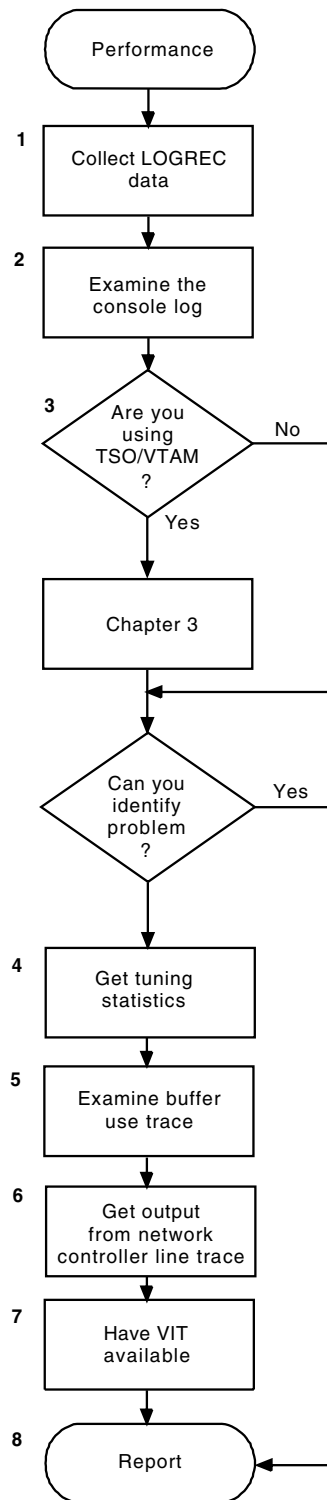 Performance
1
Collect LOGREC
data
2
Examine the
console log
3
Are you
using
TSO/VTAM
?
No
Yes
Chapter 3
Can you
identify
problem
?
Yes
4
Get tuning
statistics
5
Examine buffer
use trace
6
Get output
from network
controller line trace
7
Have VIT
available
8
Report